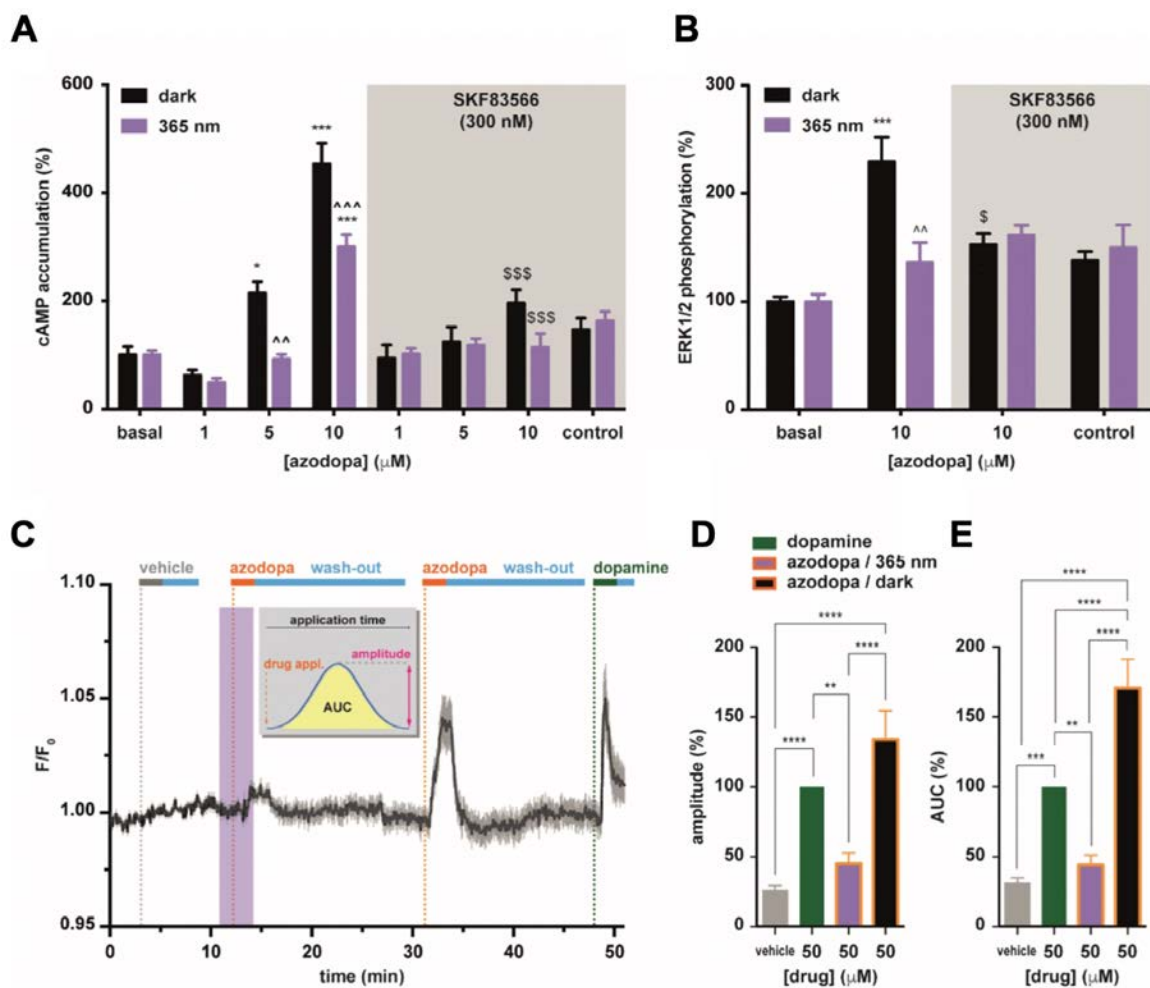 A
600
400
200
0
cAMP accumulation (%)
dark
365 nm
SKF83566
(300 nM)
*
^^
***
^^^
***
$$$
$$$
basal 1 5 10 1 5 10 control
[azodopa] (μM)
B
300
250
200
150
100
50
0
ERK1/2 phosphorylation (%)
dark
365 nm
SKF83566
(300 nM)
***
^^
$
basal 10 10 control
[azodopa] (μM)
C
vehicle azodopa wash-out azodopa wash-out dopamine
1.10
1.05
1.00
0.95
F/F0
application time
drug appl.
amplitude
AUC
0 10 20 30 40 50
time (min)
dopamine
azodopa / 365 nm
azodopa / dark
D
200
150
100
50
0
amplitude (%)
****
****
**
****
vehicle 50 50 50
[drug] (μM)
E
200
150
100
50
0
AUC (%)
****
****
****
**
***
vehicle 50 50 50
[drug] (μM)